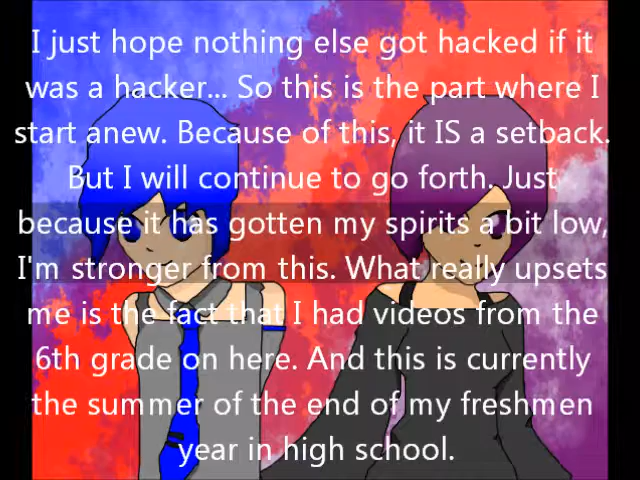 I just hope nothing else got hacked if it
was a hacker... So this is the part where I
start anew. Because of this, it IS a setback.
But I will continue to go forth. Just
because it has gotten my spirits a bit low,
I'm stronger from this. What really upsets
me is the fact that I had videos from the
6th grade on here. And this is currently
the summer of the end of my freshmen
year in high school.